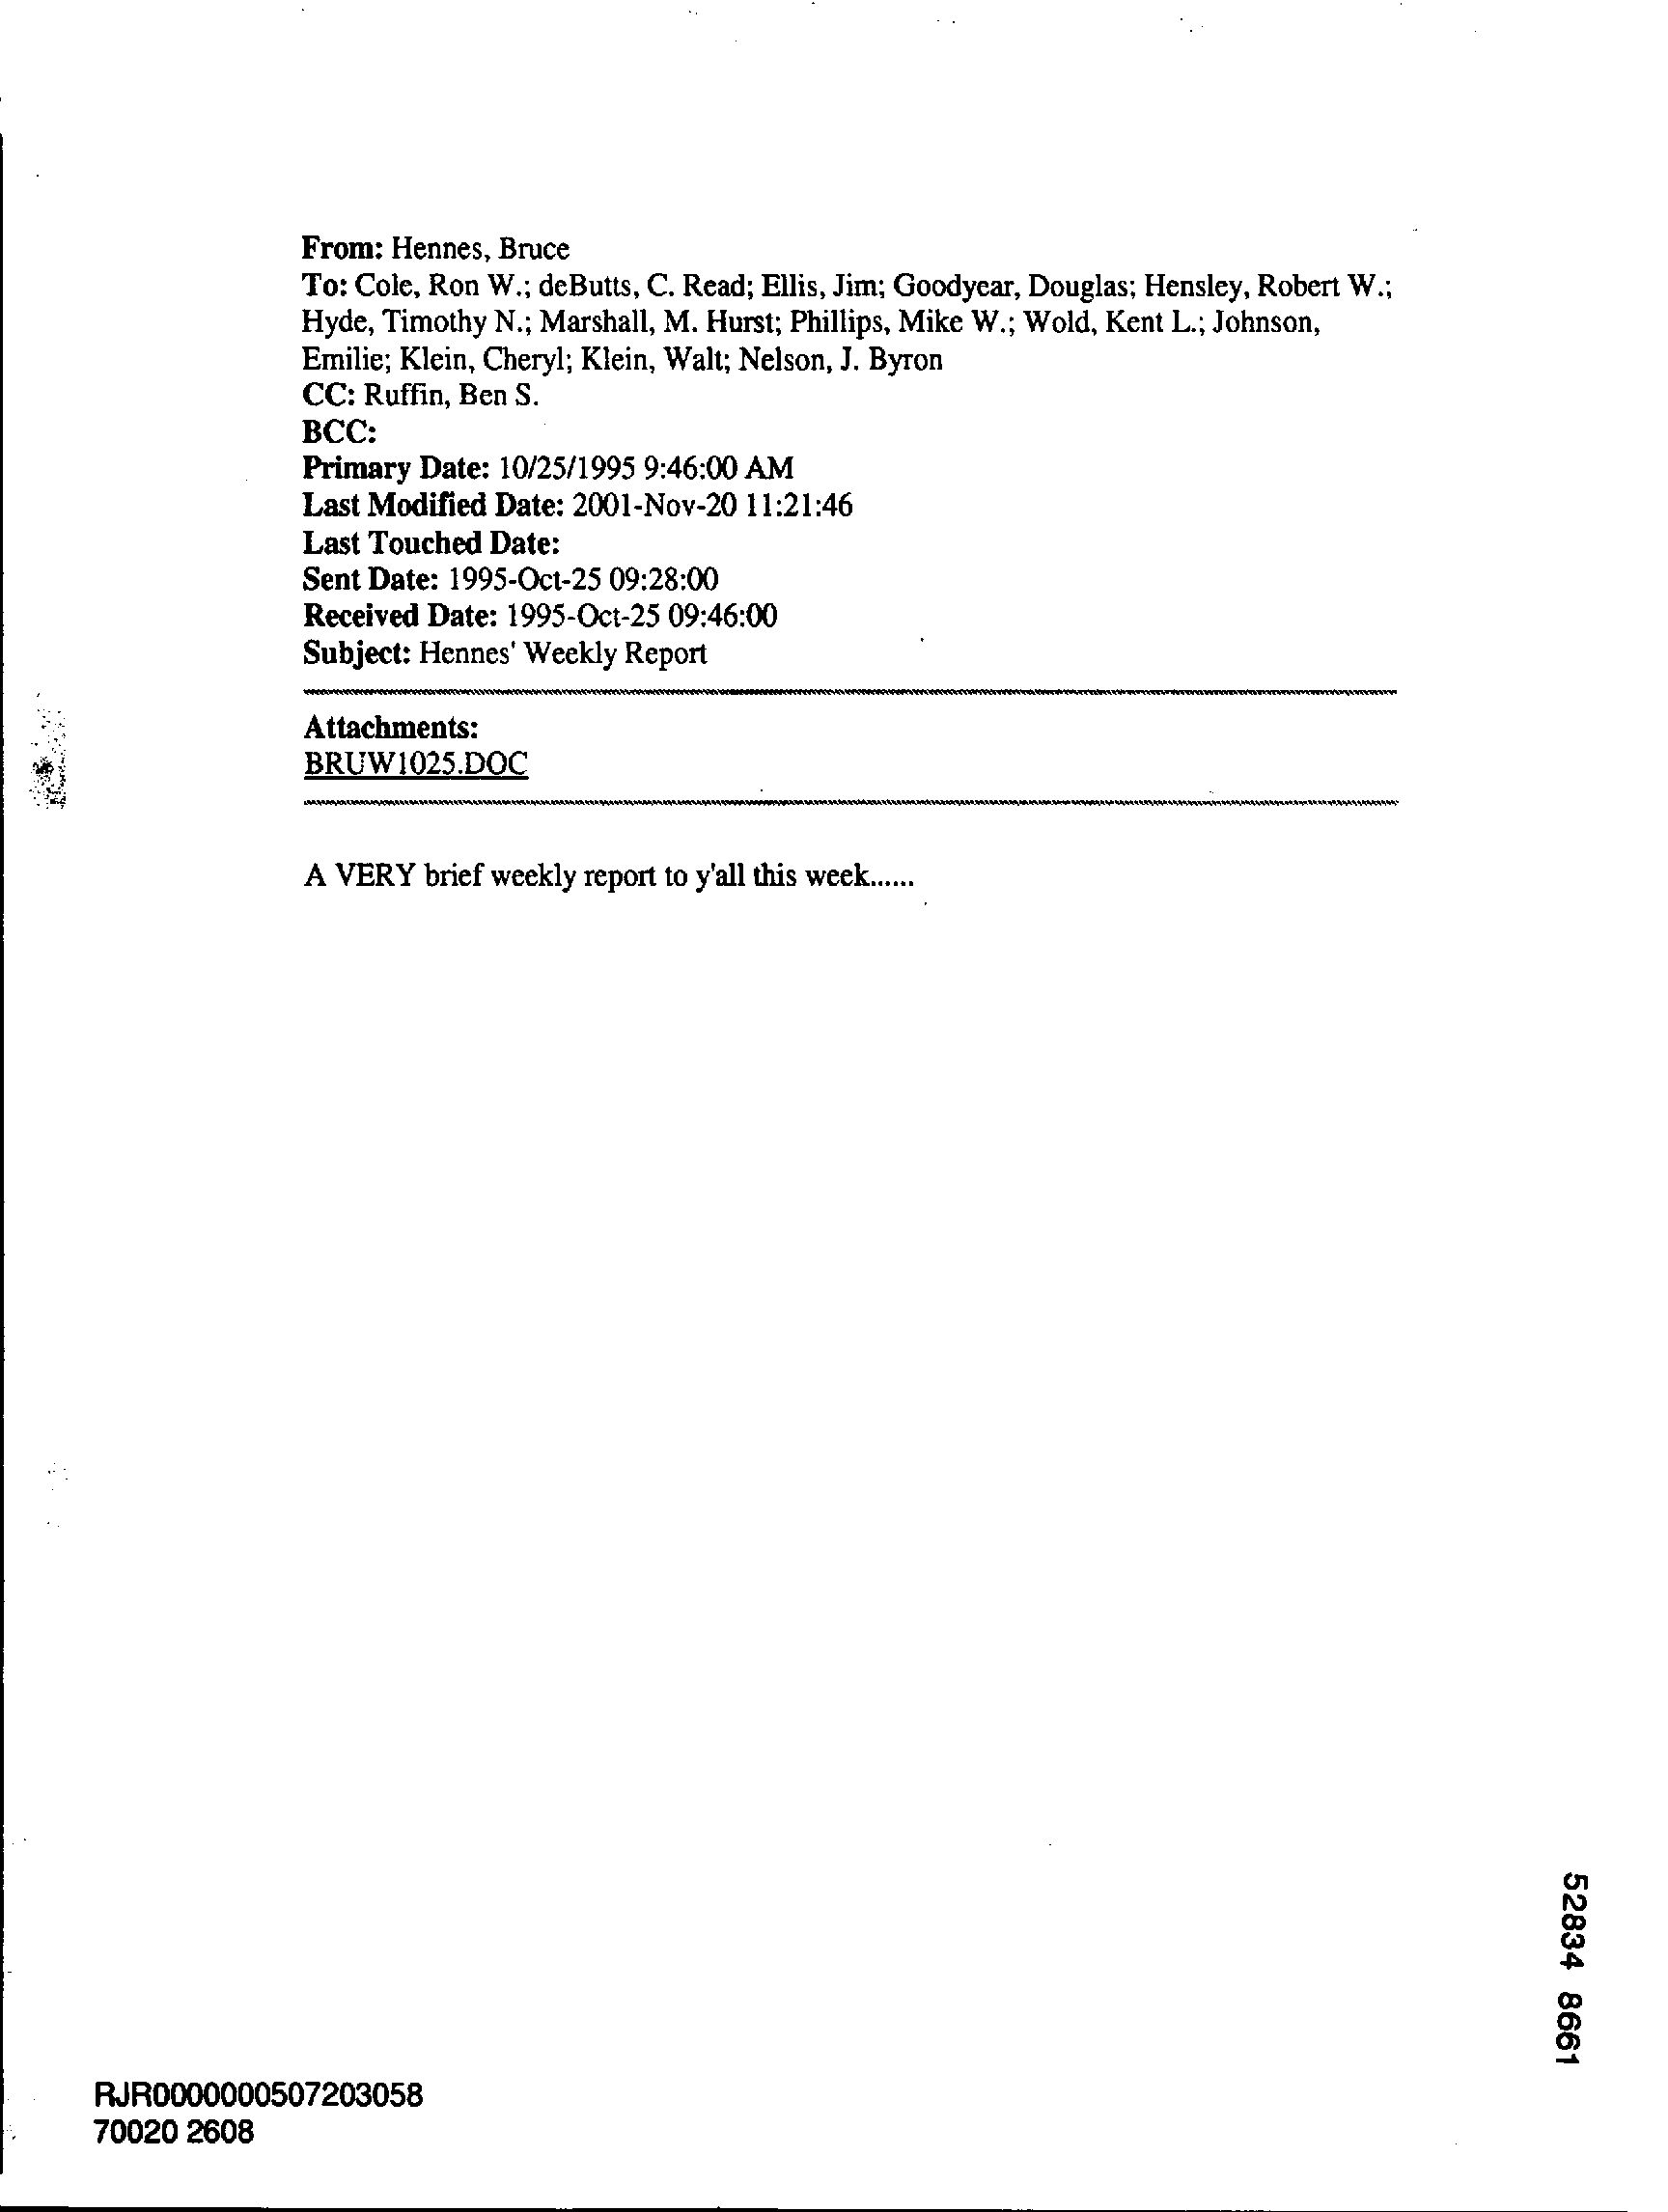 From: Hennes, Bruce
To: Cole, Ron W.; deButts, C. Read; Ellis, Jim; Goodyear, Douglas; Hensley, Robert W.;
Hyde, Timothy N.; Marshall, M. Hurst; Phillips, Mike W.; Wold, Kent L.; Johnson,
Emilie; Klein, Cheryl; Klein, Walt; Nelson, J. Byron
CC: Ruffin, Ben S.
BCC:
Primary Date: 10/25/1995 9:46:00 AM
Last Modified Date: 2001-Nov-20 11:21:46
Last Touched Date:
Sent Date: 1995-Oct-25 09:28:00
Received Date: 1995-Oct-25 09:46:00
Subject: Hennes' Weekly Report
Attachments:
BRUW1025.DOC
A VERY brief weekly report to y'all this week......
52834 8661
RJR0000000507203058
70020 2608